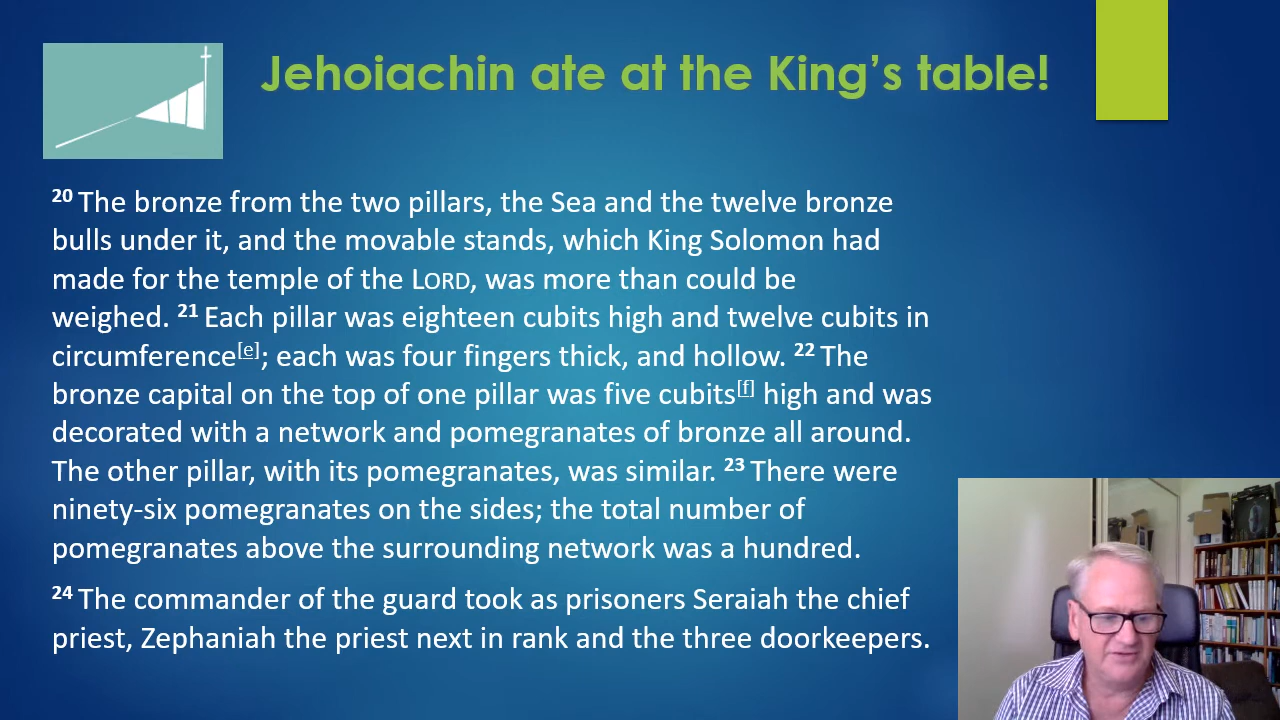 Jehoiachin ate at the King’s table!
20 The bronze from the two pillars, the Sea and the twelve bronze
bulls under it, and the movable stands, which King Solomon had
made for the temple of the LORD, was more than could be
weighed. 21 Each pillar was eighteen cubits high and twelve cubits in
circumference[e]; each was four fingers thick, and hollow. 22 The
bronze capital on the top of one pillar was five cubits[f] high and was
decorated with a network and pomegranates of bronze all around.
The other pillar, with its pomegranates, was similar. 23 There were
ninety-six pomegranates on the sides; the total number of
pomegranates above the surrounding network was a hundred.
24 The commander of the guard took as prisoners Seraiah the chief
priest, Zephaniah the priest next in rank and the three doorkeepers.